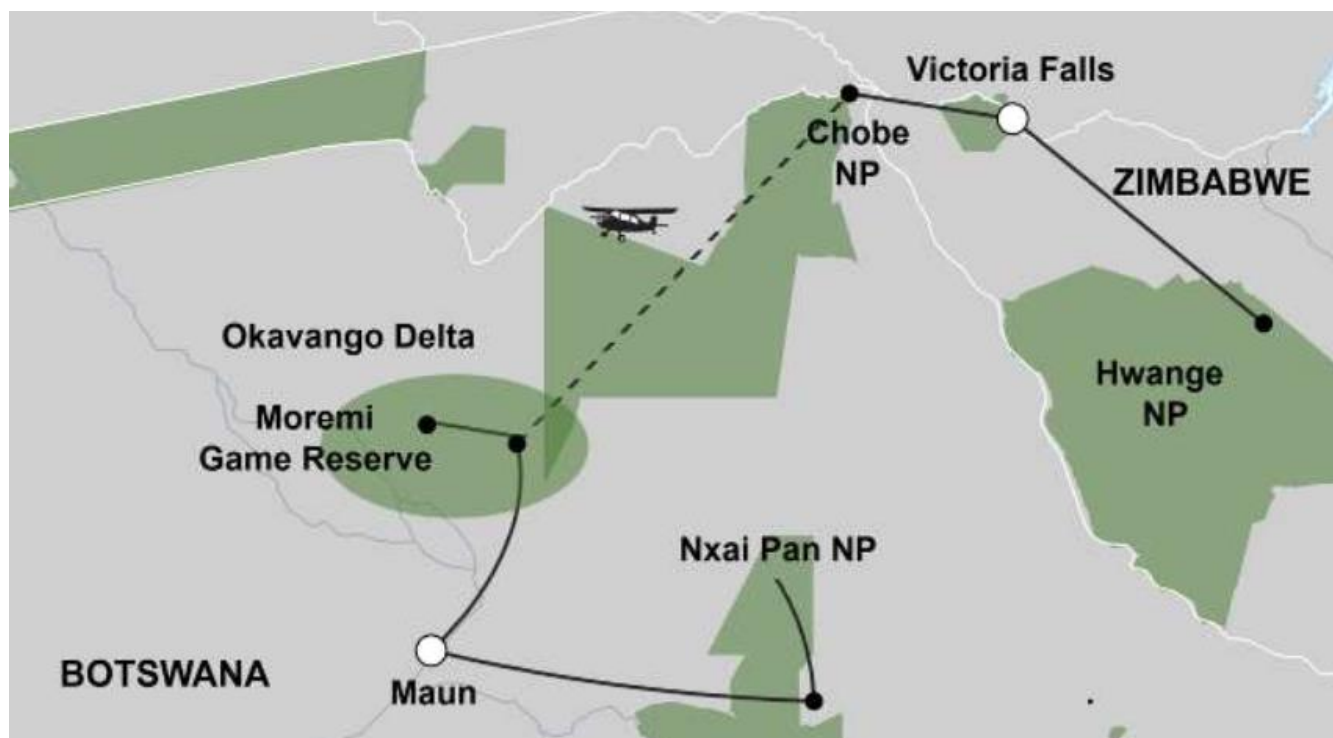 Victoria Falls
Chobe
NP
ZIMBABWE
Okavango Delta
Hwange
NP
Moremi
Game Reserve
Nxai Pan NP
BOTSWANA
Maun